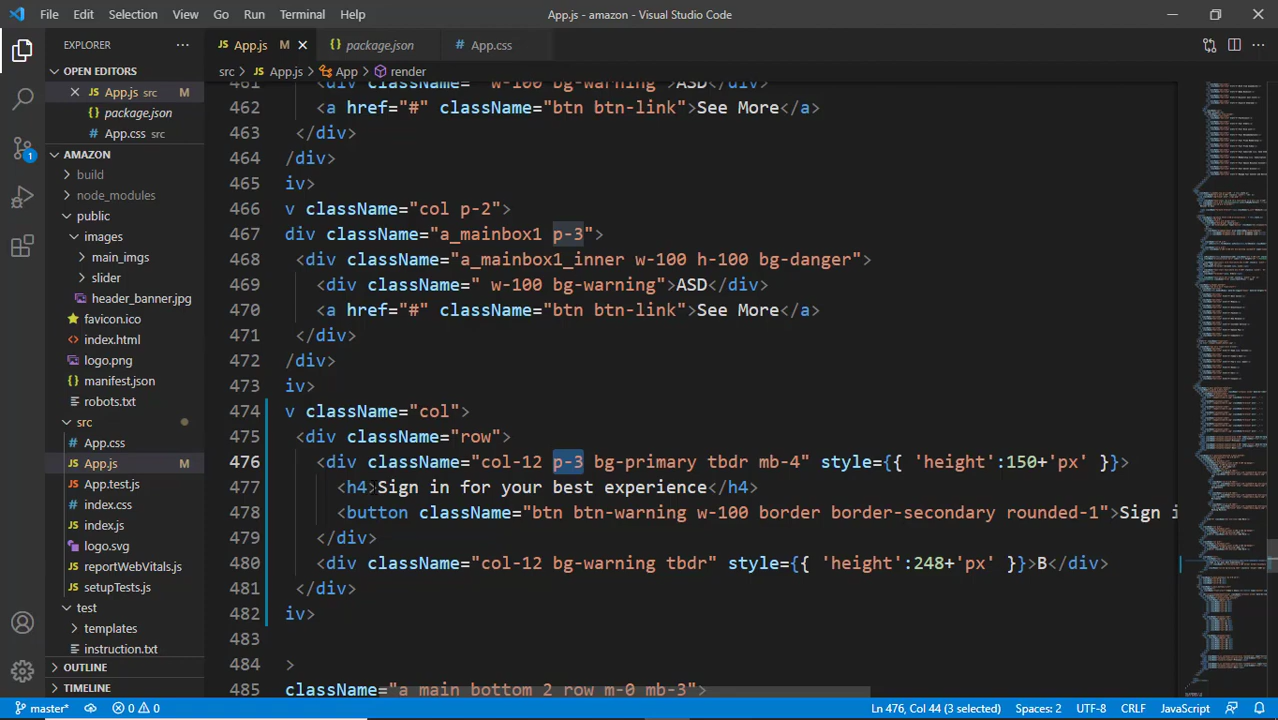 File Edit Selection View Go Run Terminal Help App.js - amazon - Visual Studio Code
EXPLORER
OPEN EDITORS
App.js src M
package.json
App.css src
AMAZON
build
node_modules
public
images
main_imgs
slider
header_banner.jpg
favicon.ico
index.html
logo.png
manifest.json
robots.txt
src
App.css
App.js M
App.test.js
index.css
index.js
logo.svg
reportWebVitals.js
setupTests.js
test
templates
instruction.txt
OUTLINE
TIMELINE
1
App.js M package.json App.css
src > App.js > App > render
461 <div className=" w-100 bg-warning">ASD</div>
462 <a href="#" className="btn btn-link">See More</a>
463 </div>
464 /div>
465 iv>
466 v className="col p-2">
467 div className="a_mainbox1 p-3">
468 <div className="a_mainbox1_inner w-100 h-100 bg-danger">
469 <div className=" w-100 bg-warning">ASD</div>
470 <a href="#" className="btn btn-link">See More</a>
471 </div>
472 /div>
473 iv>
474 v className="col">
475 <div className="row">
476 <div className="col-12 p-3 bg-primary tbdr mb-4" style={{ 'height':150+'px' }}>
477 <h4>Sign in for your best experience</h4>
478 <button className="btn btn-warning w-100 border border-secondary rounded-1">Sign i
479 </div>
480 <div className="col-12 bg-warning tbdr" style={{ 'height':248+'px' }}>B</div>
481 </div>
482 iv>
483
484 >
485 className="a_main_bottom_2 row m-0 mb-3">
master* 0 0 Ln 476, Col 44 (3 selected) Spaces: 2 UTF-8 CRLF JavaScript